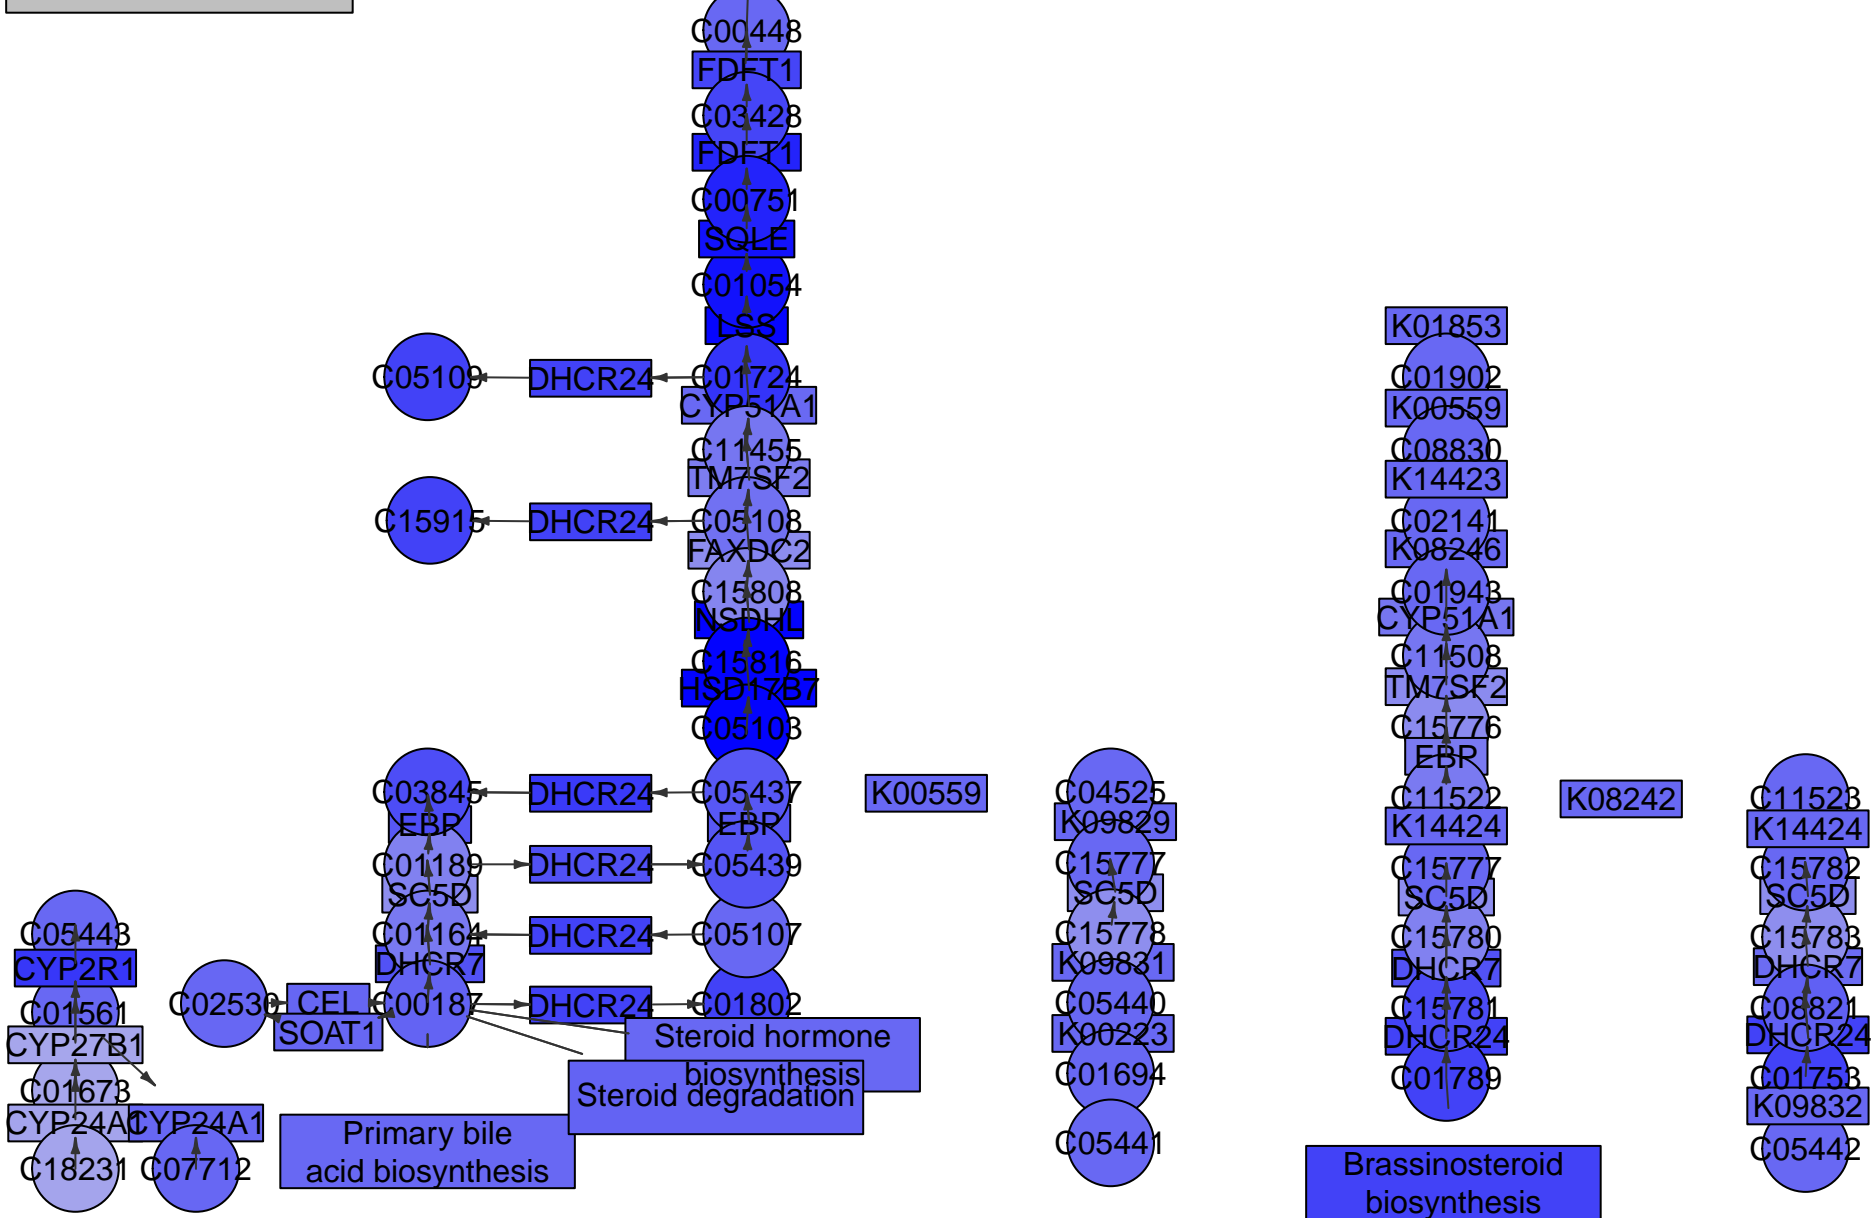 C00448
FDFT1
C03428
FDFT1
C00751
SQLE
C01054
LSS
C05109
DHCR24
C01724
CYP51A1
C11455
TM7SF2
C15915
DHCR24
C05108
FAXDC2
C15808
NSDHL
C15816
HSD17B7
C05103
C03845
DHCR24
C05437
EBP
EBP
C01189
DHCR24
C05439
SC5D
C01164
DHCR24
C05107
DHCR7
C02530
CEL
SOAT1
C00187
DHCR24
C01802
C05443
CYP2R1
C01561
CYP27B1
C01673
CYP24A1
C18231
CYP24A1
C07712
Steroid hormone
biosynthesis
Steroid degradation
Primary bile
acid biosynthesis
K00559
C04525
K09829
C15777
SC5D
C15778
K09831
C05440
K00223
C01694
C05441
K01853
C01902
K00559
C08830
K14423
C02141
K08246
C01943
CYP51A1
C11508
TM7SF2
C15776
EBP
C11522
K14424
C15777
SC5D
C15780
DHCR7
C15781
DHCR24
C01789
Brassinosteroid
biosynthesis
K08242
C11523
K14424
C15782
SC5D
C15783
DHCR7
C08821
DHCR24
C01753
K09832
C05442